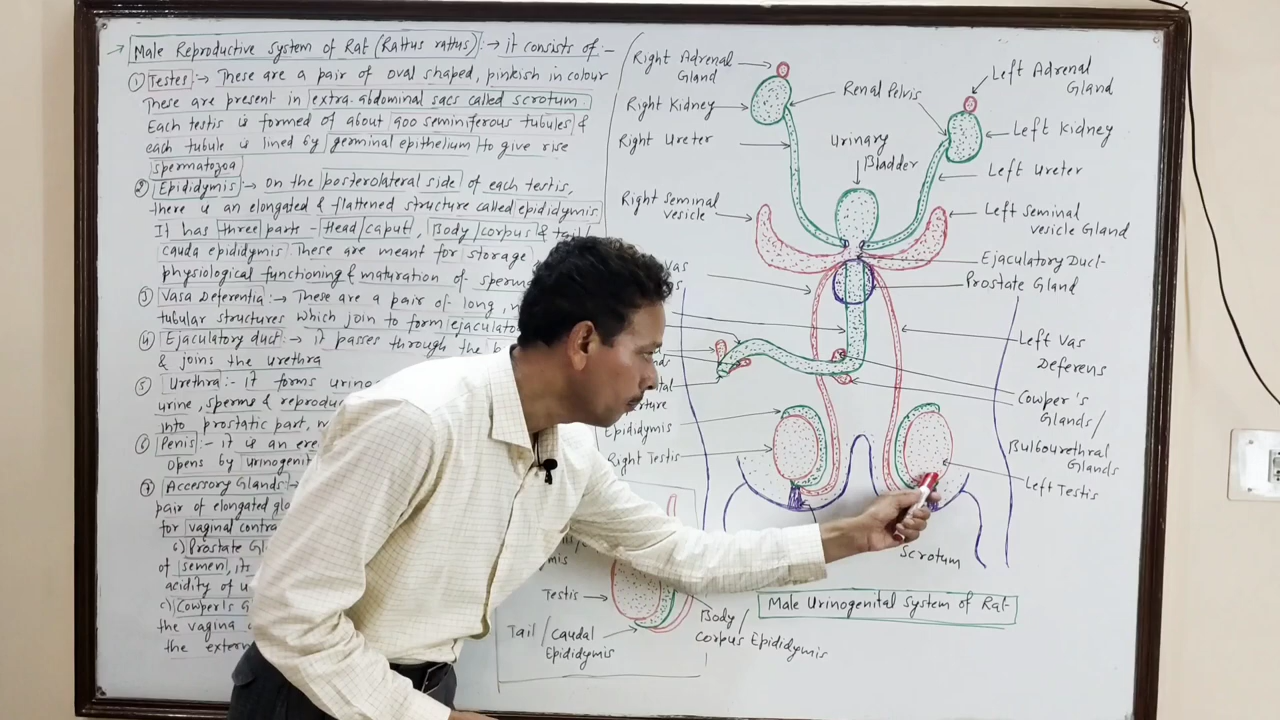 → Male Reproductive System of Rat (Rattus rattus) :→ it consists of:-
① Testes :→ These are a pair of oval shaped, pinkish in colour
These are present in extra-abdominal sacs called scrotum.
Each testis is formed of about 900 seminiferous tubules &
each tubule is lined by germinal epithelium to give rise
spermatozoa
② Epididymis → on the posterolateral side of each testis,
there is an elongated & flattened structure called epididymis
It has three parts - Head/caput, Body/corpus & tail/
cauda epididymis These are meant for storage
physiological functioning & maturation of sperm
③ Vasa Deferentia :→ These are a pair of long,
tubular structures which join to form ejaculato
④ Ejaculatory duct :→ it passes through the
& joins the urethra
⑤ Urethra :- it forms urino
urine, sperms & reprodu
into prostatic part,
⑥ Penis :- it is an ere
opens by urinogenit
⑦ Accessory Glands :→
pair of elongated gl
for vaginal contra
c) Prostate Gl
of semen, its
acidity of u
c) Cowper's G
the vagina
the extern
Right Adrenal
Gland
Right Kidney
Right Ureter
Right Seminal
vesicle
Vas
Renal Pelvis
Urinary
Bladder
Left Adrenal
Gland
Left Kidney
Left Ureter
Left Seminal
vesicle Gland
Ejaculatory Duct
Prostate Gland
Left Vas
Deferens
Cowper's
Glands/
Bulbourethral
Glands
Left Testis
Epididymis
Right Testis
Scrotum
Male Urinogenital System of Rat
Testis
Tail / Caudal
Epididymis
Body /
corpus Epididymis